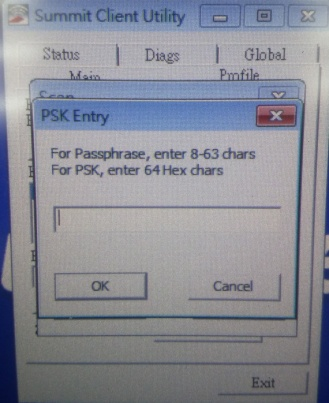 Summit Client Utility
Status Diags Global
Main Profile
Scan
PSK Entry
For Passphrase, enter 8-63 chars
For PSK, enter 64 Hex chars
OK Cancel
Exit